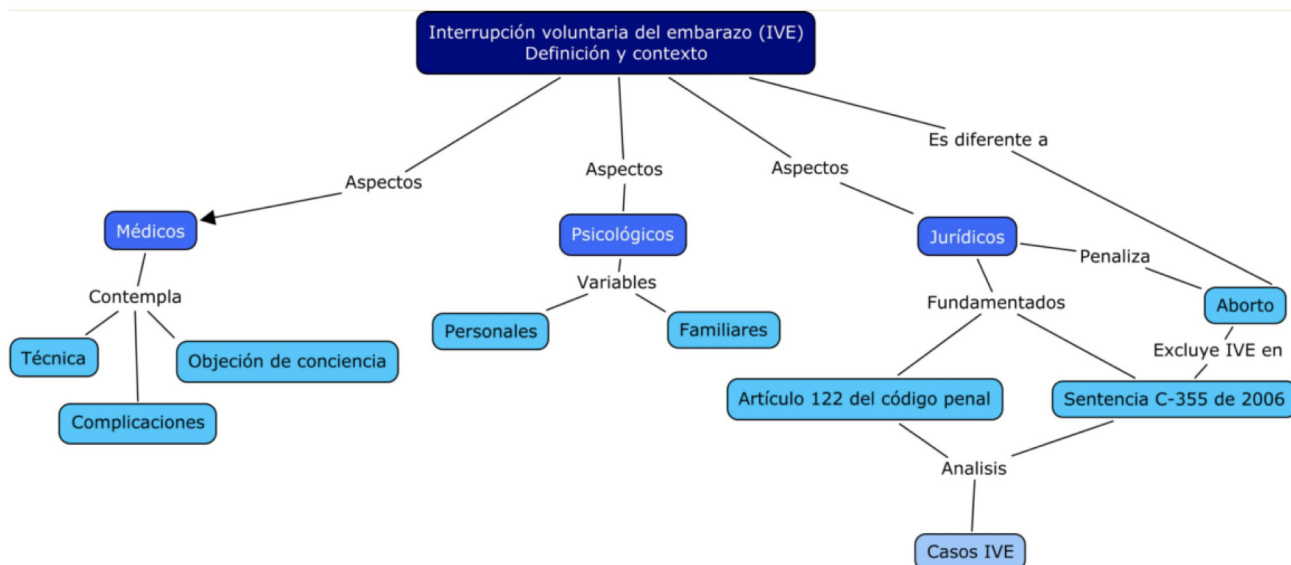 Interrupción voluntaria del embarazo (IVE)
Definición y contexto
Es diferente a
Aspectos
Aspectos
Aspectos
Médicos
Psicológicos
Jurídicos
Penaliza
Contempla
Variables
Fundamentados
Aborto
Técnica
Objeción de conciencia
Personales
Familiares
Excluye IVE en
Complicaciones
Artículo 122 del código penal
Sentencia C-355 de 2006
Analisis
Casos IVE